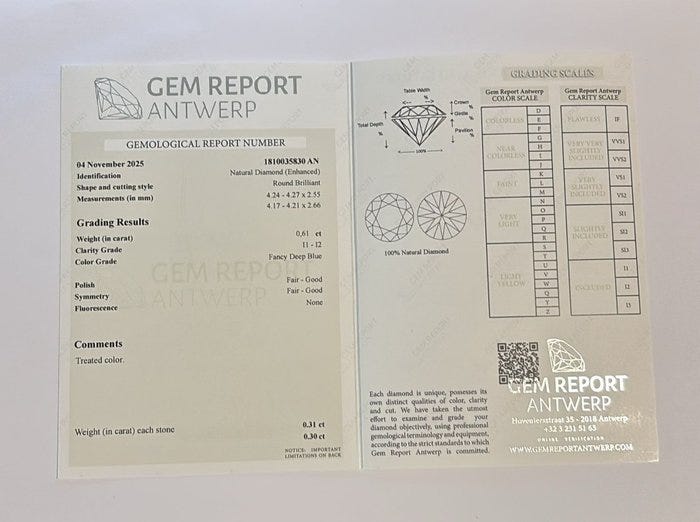 GEM REPORT
ANTWERP
GEMOLOGICAL REPORT NUMBER
04 November 2025 1810035830 AN
Identification Natural Diamond (Enhanced)
Shape and cutting style Round Brilliant
Measurements (in mm) 4.24 - 4.27 x 2.55
4.17 - 4.21 x 2.66
Grading Results
Weight (in carat) 0,61 ct
Clarity Grade I1 - I2
Color Grade Fancy Deep Blue
Polish Fair - Good
Symmetry Fair - Good
Fluorescence None
GEM REPORT
ANTWERP
Comments
Treated color.
Weight (in carat) each stone 0.31 ct
0.30 ct
NOTICE: IMPORTANT
LIMITATIONS ON BACK
Table Width
%
Total Depth
%
Crown
%
Girdle
%
Pavilion
%
100%
100% Natural Diamond
GRADING SCALES
Gem Report Antwerp
COLOR SCALE
COLORLESS
D
E
F
NEAR
COLORLESS
G
H
I
J
FAINT
K
L
M
VERY
LIGHT
N
O
P
Q
R
LIGHT
YELLOW
S
T
U
V
W
X
Y
Z
Gem Report Antwerp
CLARITY SCALE
FLAWLESS
IF
VERY VERY
SLIGHTLY
INCLUDED
VVS1
VVS2
VERY
SLIGHTLY
INCLUDED
VS1
VS2
SLIGHTLY
INCLUDED
SI1
SI2
SI3
INCLUDED
I1
I2
I3
Each diamond is unique, possesses its
own distinct qualities of color, clarity
and cut. We have taken the utmost
effort to examine and grade your
diamond objectively, using professional
gemological terminology and equipment,
according to the strict standards to which
Gem Report Antwerp is committed.
GEM REPORT
ANTWERP
Hoveniersstraat 35 - 2018 Antwerp
+32 3 231 51 63
ONLINE VERIFICATION
WWW.GEMREPORTANTWERP.COM